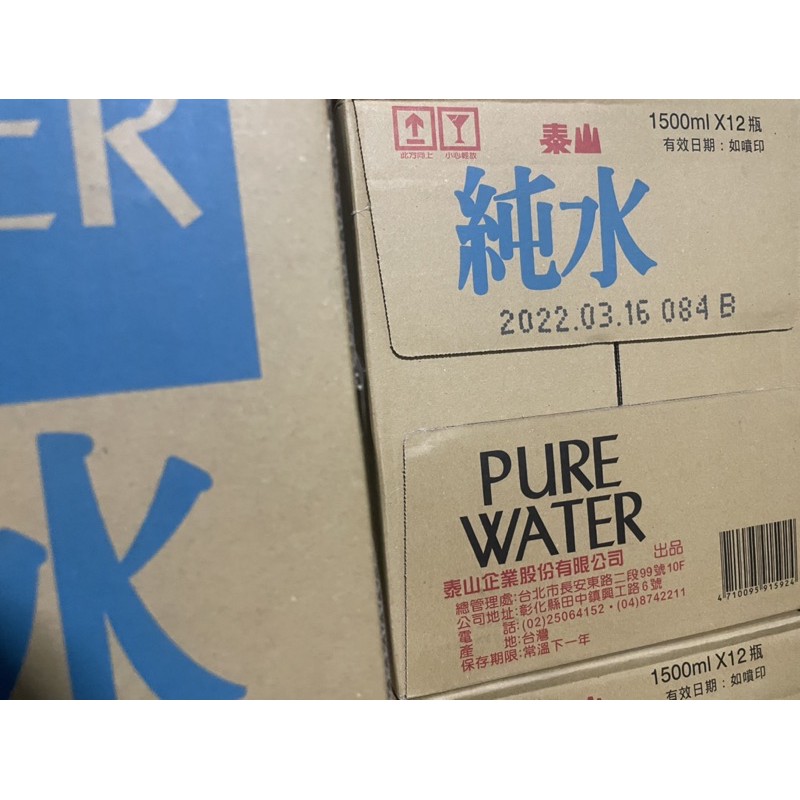 ER
水
此方向上 小心輕放
泰山
1500ml X12瓶
有效日期：如噴印
純水
2022.03.16 084 B
PURE
WATER
泰山企業股份有限公司 出品
總管理處:台北市長安東路二段99號10F
公司地址:彰化縣田中鎮興工路6號
電 話:(02)25064152・(04)8742211
產 地:台灣
保存期限:常溫下一年
4 710095 915924
1500ml X12瓶
有效日期：如噴印